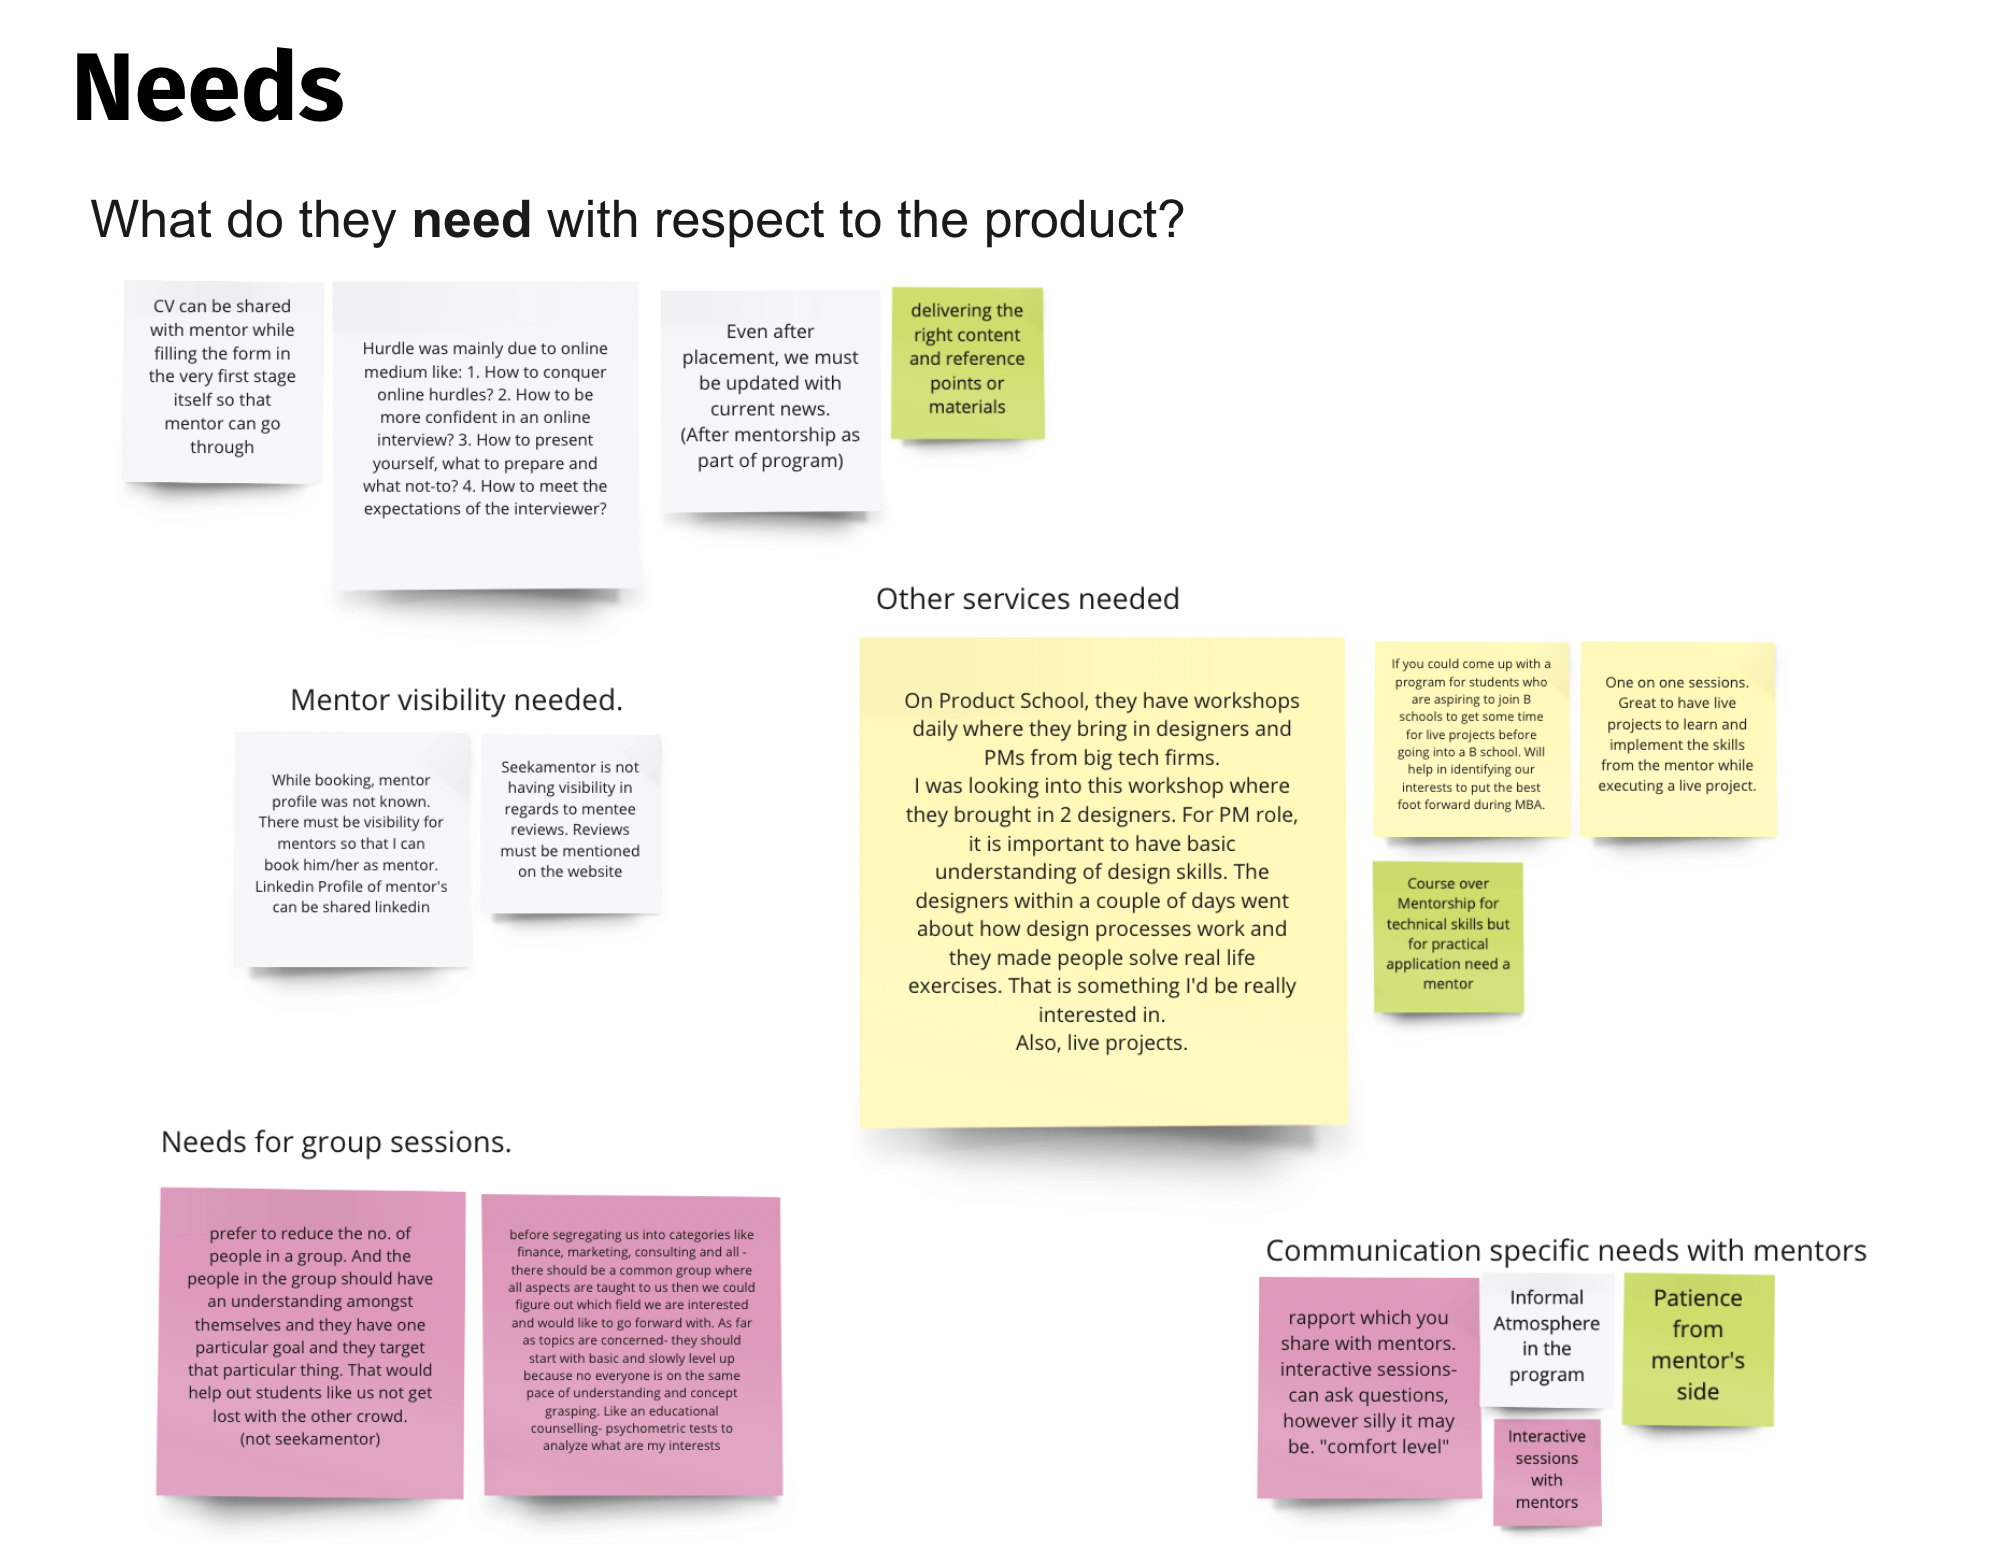 Needs
What do they need with respect to the product?
CV can be shared
with mentor while
filling the form in
the very first stage
itself so that
mentor can go
through
Hurdle was mainly due to online
medium like: 1. How to conquer
online hurdles? 2. How to be
more confident in an online
interview? 3. How to present
yourself, what to prepare and
what not-to? 4. How to meet the
expectations of the interviewer?
Even after
placement, we must
be updated with
current news.
(After mentorship as
part of program)
delivering the
right content
and reference
points or
materials
Mentor visibility needed.
While booking, mentor
profile was not known.
There must be visibility for
mentors so that I can
book him/her as mentor.
Linkedin Profile of mentor's
can be shared linkedin
Seekamentor is not
having visibility in
regards to mentee
reviews. Reviews
must be mentioned
on the website
Other services needed
On Product School, they have workshops
daily where they bring in designers and
PMs from big tech firms.
I was looking into this workshop where
they brought in 2 designers. For PM role,
it is important to have basic
understanding of design skills. The
designers within a couple of days went
about how design processes work and
they made people solve real life
exercises. That is something I'd be really
interested in.
Also, live projects.
If you could come up with a
program for students who
are aspiring to join B
schools to get some time
for live projects before
going into a B school. Will
help in identifying our
interests to put the best
foot forward during MBA.
One on one sessions.
Great to have live
projects to learn and
implement the skills
from the mentor while
executing a live project.
Course over
Mentorship for
technical skills but
for practical
application need a
mentor
Needs for group sessions.
prefer to reduce the no. of
people in a group. And the
people in the group should have
an understanding amongst
themselves and they have one
particular goal and they target
that particular thing. That would
help out students like us not get
lost with the other crowd.
(not seekamentor)
before segregating us into categories like
finance, marketing, consulting and all -
there should be a common group where
all aspects are taught to us then we could
figure out which field we are interested
and would like to go forward with. As far
as topics are concerned- they should
start with basic and slowly level up
because no everyone is on the same
pace of understanding and concept
grasping. Like an educational
counselling- psychometric tests to
analyze what are my interests
Communication specific needs with mentors
rapport which you
share with mentors.
interactive sessions-
can ask questions,
however silly it may
be. "comfort level"
Informal
Atmosphere
in the
program
Patience
from
mentor's
side
Interactive
sessions
with
mentors